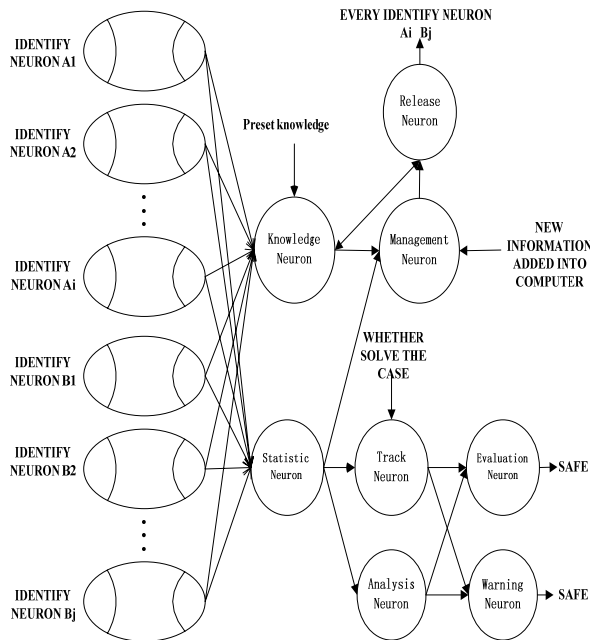 EVERY IDENTIFY NEURON
Ai Bj
IDENTIFY
NEURON A1
IDENTIFY
NEURON A2
IDENTIFY
NEURON Ai
IDENTIFY
NEURON B1
IDENTIFY
NEURON B2
IDENTIFY
NEURON Bj
Preset knowledge
Release
Neuron
Knowledge
Neuron
Management
Neuron
NEW
INFORMATION
ADDED INTO
COMPUTER
WHETHER
SOLVE THE
CASE
Statistic
Neuron
Track
Neuron
Evaluation
Neuron
SAFE
Analysis
Neuron
Warning
Neuron
SAFE